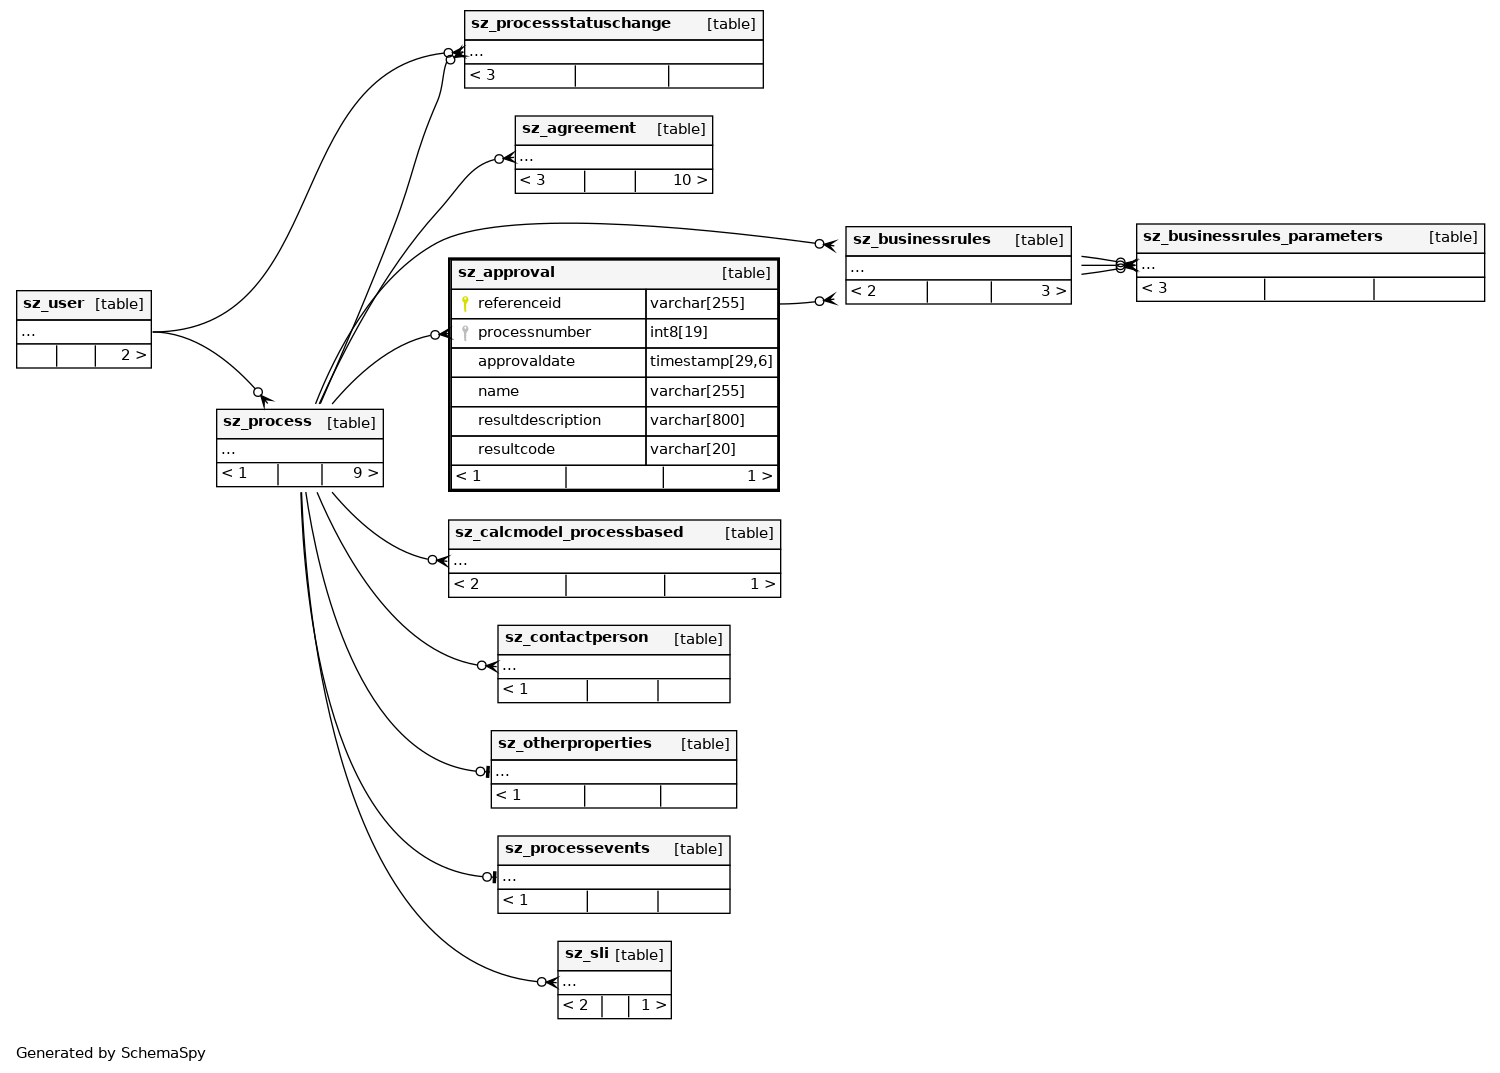 sz_processstatuschange [table]
...
< 3
sz_agreement [table]
...
< 3 10 >
sz_businessrules [table]
...
< 2 3 >
sz_businessrules_parameters [table]
...
< 3
sz_approval [table]
referenceid varchar[255]
processnumber int8[19]
approvaldate timestamp[29,6]
name varchar[255]
resultdescription varchar[800]
resultcode varchar[20]
< 1 1 >
sz_user [table]
...
2 >
sz_process [table]
...
< 1 9 >
sz_calcmodel_processbased [table]
...
< 2 1 >
sz_contactperson [table]
...
< 1
sz_otherproperties [table]
...
< 1
sz_processevents [table]
...
< 1
sz_sli [table]
...
< 2 1 >
Generated by SchemaSpy